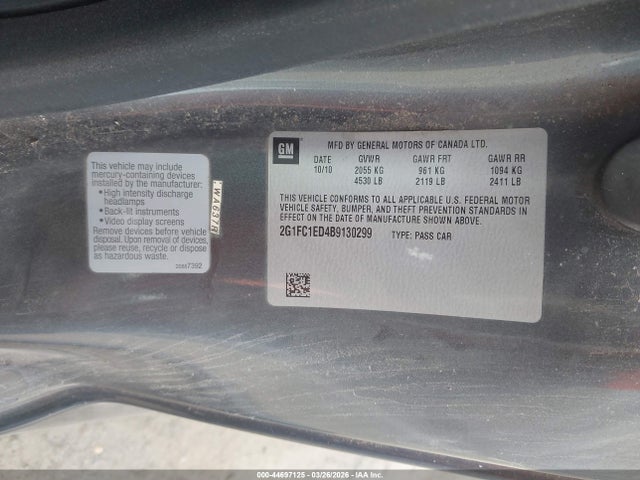 This vehicle may include
mercury-containing devices
installed by the manufacturer:
• High intensity discharge
headlamps
• Back-lit instruments
• Video display screens
Remove devices before vehicle
disposal. Upon removal of devices,
please reuse, recycle or dispose
as hazardous waste.
20887392
WA637R
GM
MFD BY GENERAL MOTORS OF CANADA LTD.
DATE GVWR GAWR FRT GAWR RR
10/10 2055 KG 961 KG 1094 KG
4530 LB 2119 LB 2411 LB
THIS VEHICLE CONFORMS TO ALL APPLICABLE U.S. FEDERAL MOTOR
VEHICLE SAFETY, BUMPER, AND THEFT PREVENTION STANDARDS IN
EFFECT ON THE DATE OF MANUFACTURE SHOWN ABOVE.
2G1FC1ED4B9130299 TYPE: PASS CAR
000-44697125 - 03/26/2026 - IAA Inc.